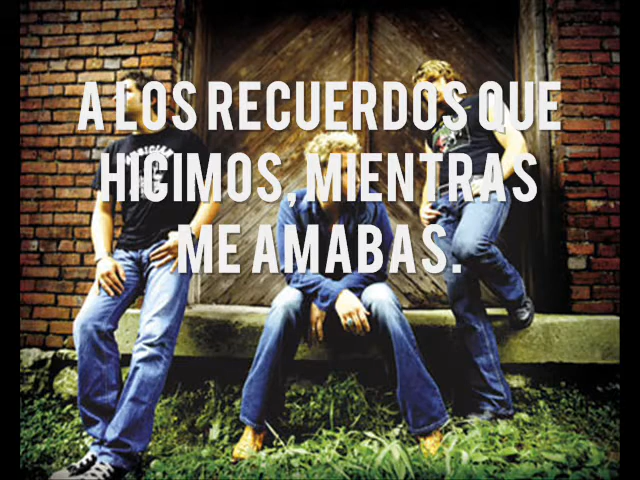 A LOS RECUERDOS QUE
HICIMOS, MIENTRAS
ME AMABAS.